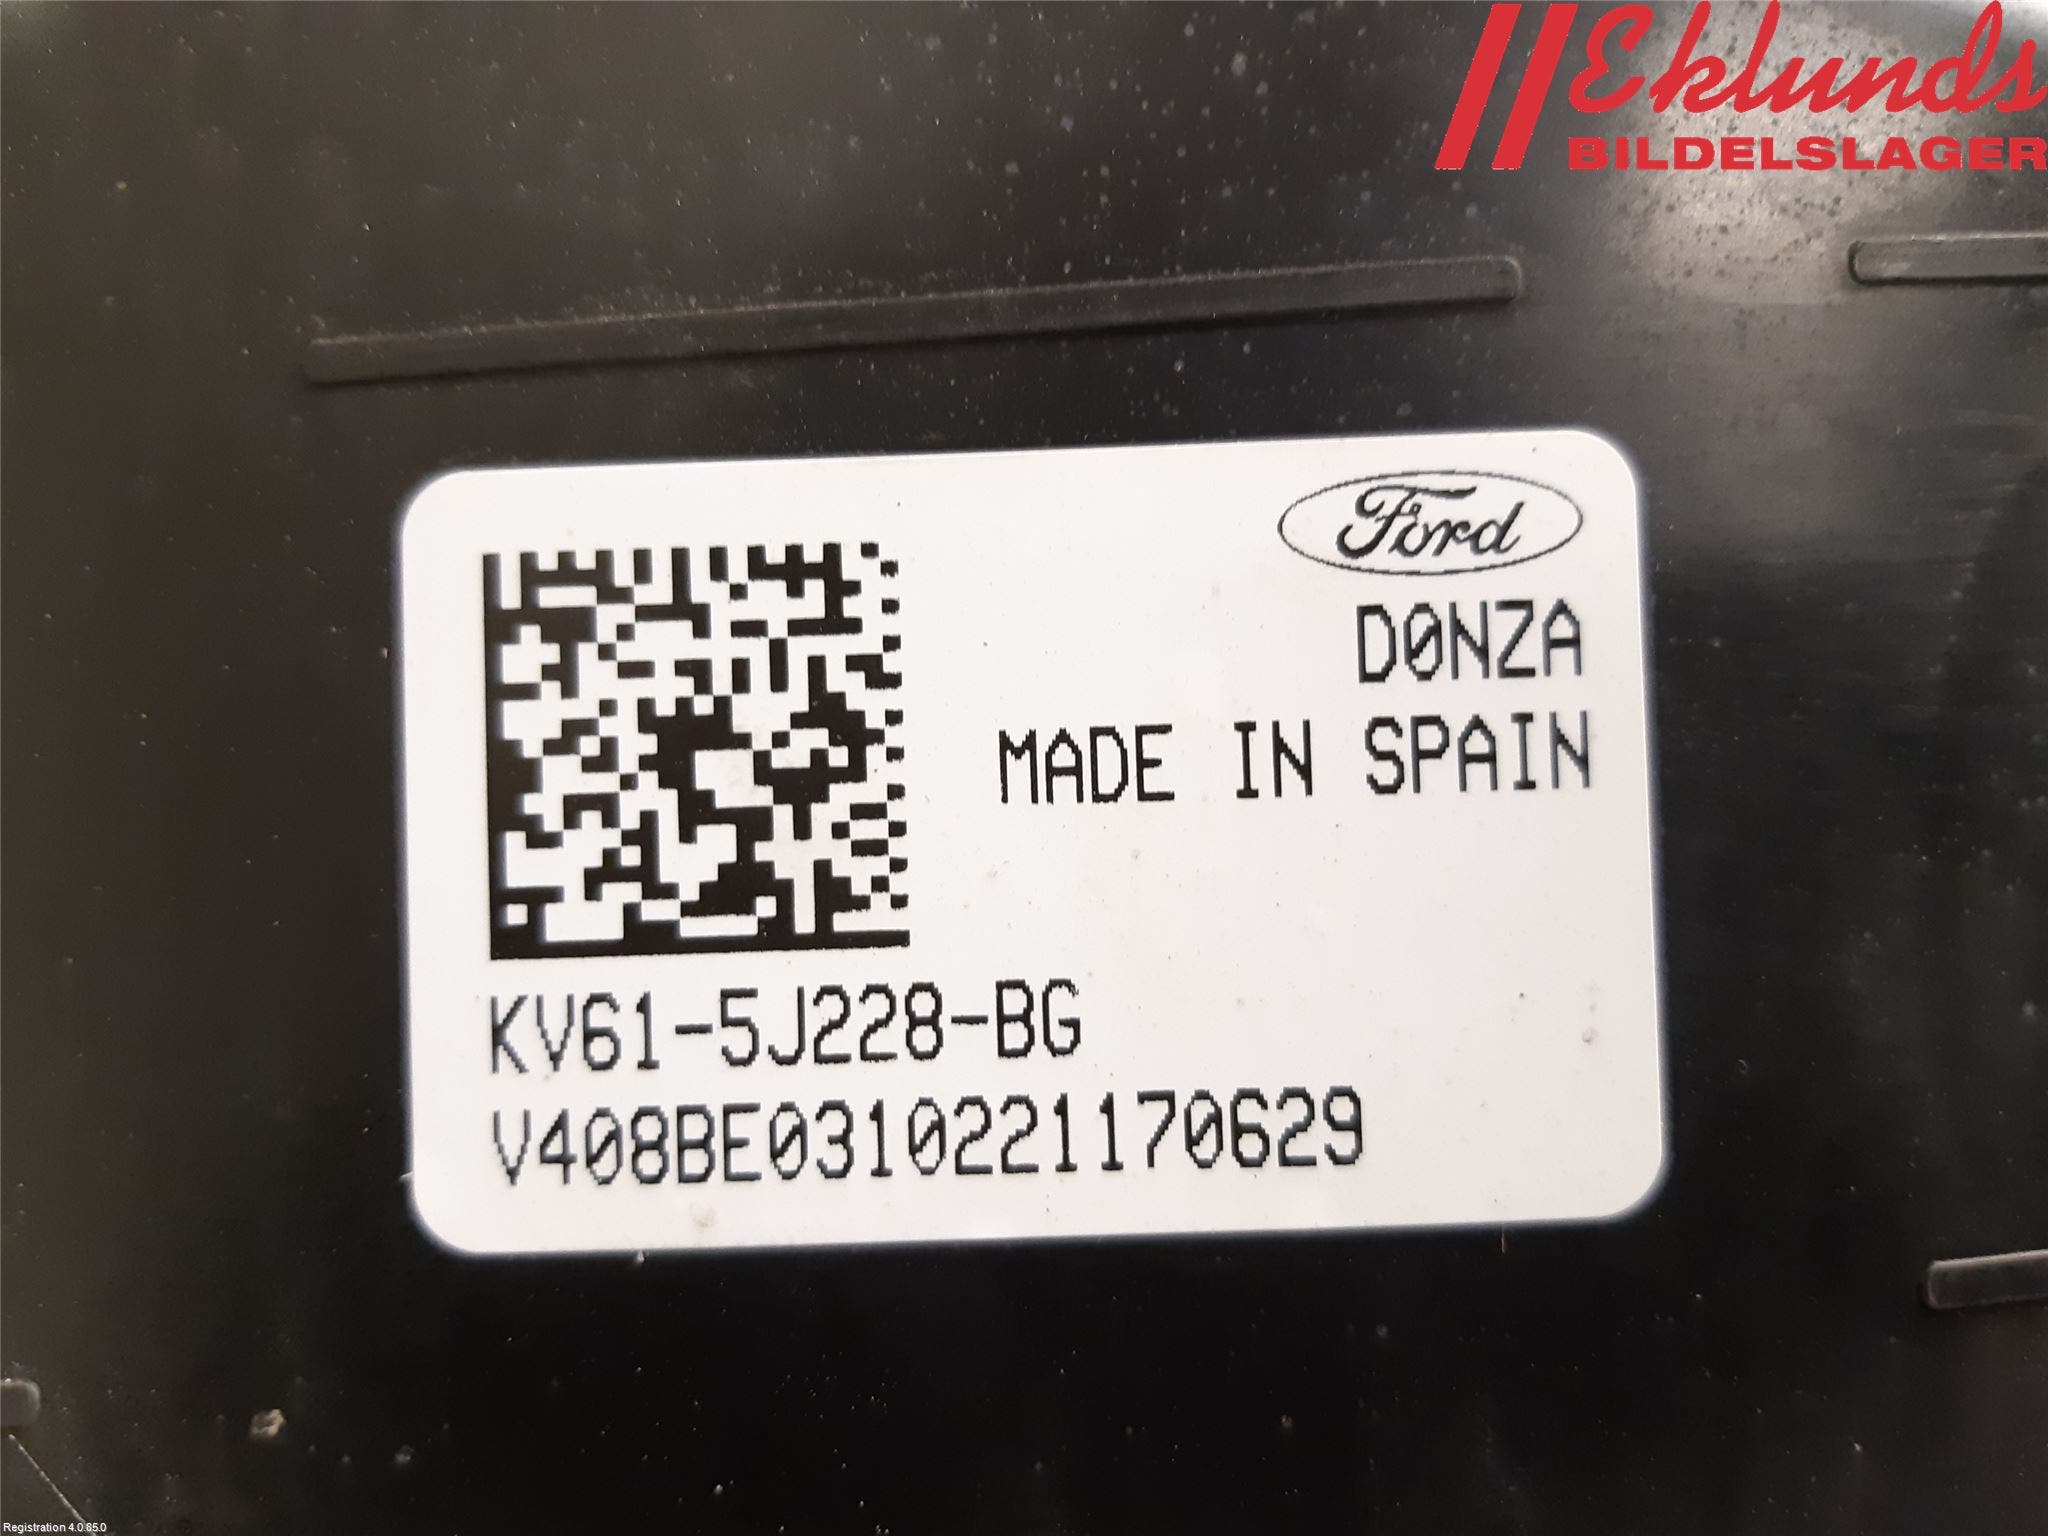 Eklunds
BILDELSLAGER
Ford
D0NZA
MADE IN SPAIN
KV61-5J228-BG
V408BE0310221170629
Registration 4.0.85.0